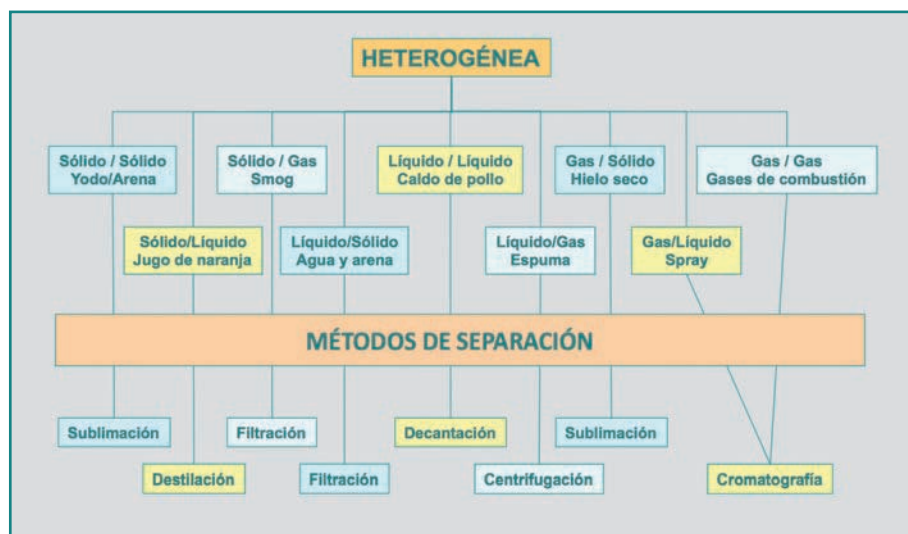 HETEROGÉNEA
Sólido / Sólido
Yodo/Arena
Sólido / Gas
Smog
Líquido / Líquido
Caldo de pollo
Gas / Sólido
Hielo seco
Gas / Gas
Gases de combustión
Sólido/Líquido
Jugo de naranja
Líquido/Sólido
Agua y arena
Líquido/Gas
Espuma
Gas/Líquido
Spray
MÉTODOS DE SEPARACIÓN
Sublimación
Filtración
Decantación
Sublimación
Destilación
Filtración
Centrifugación
Cromatografía